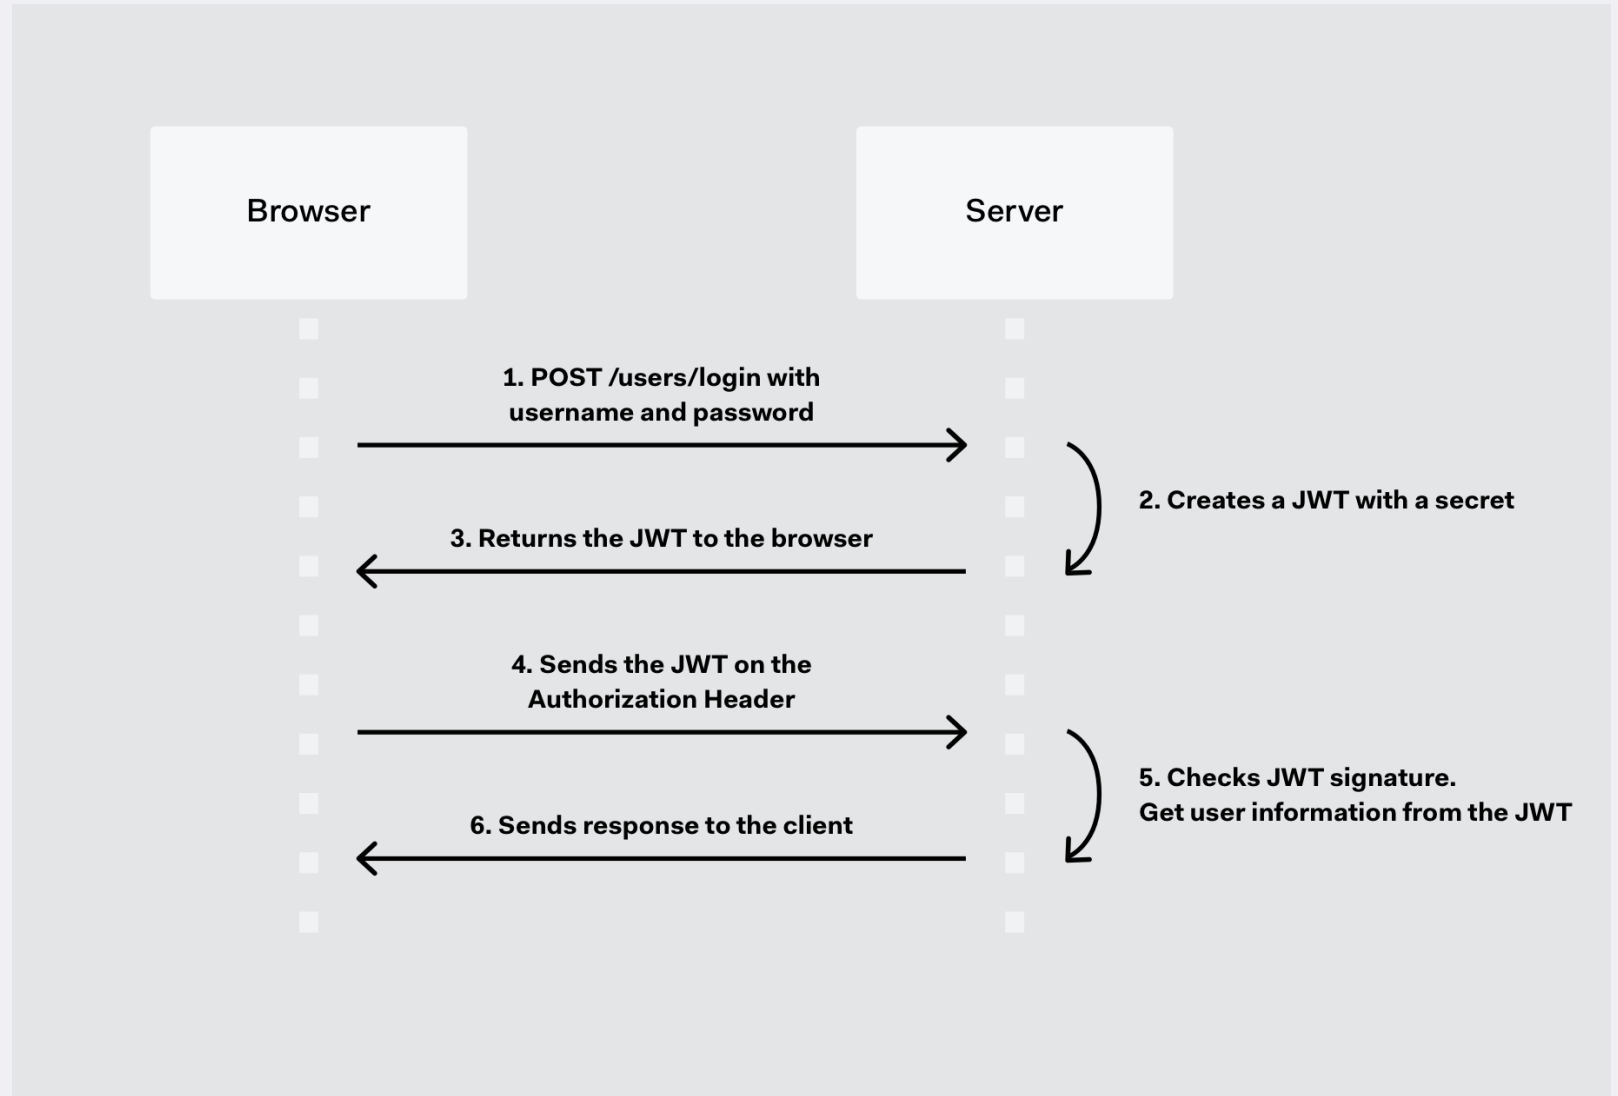 Browser
Server
1. POST /users/login with
username and password
2. Creates a JWT with a secret
3. Returns the JWT to the browser
4. Sends the JWT on the
Authorization Header
5. Checks JWT signature.
Get user information from the JWT
6. Sends response to the client